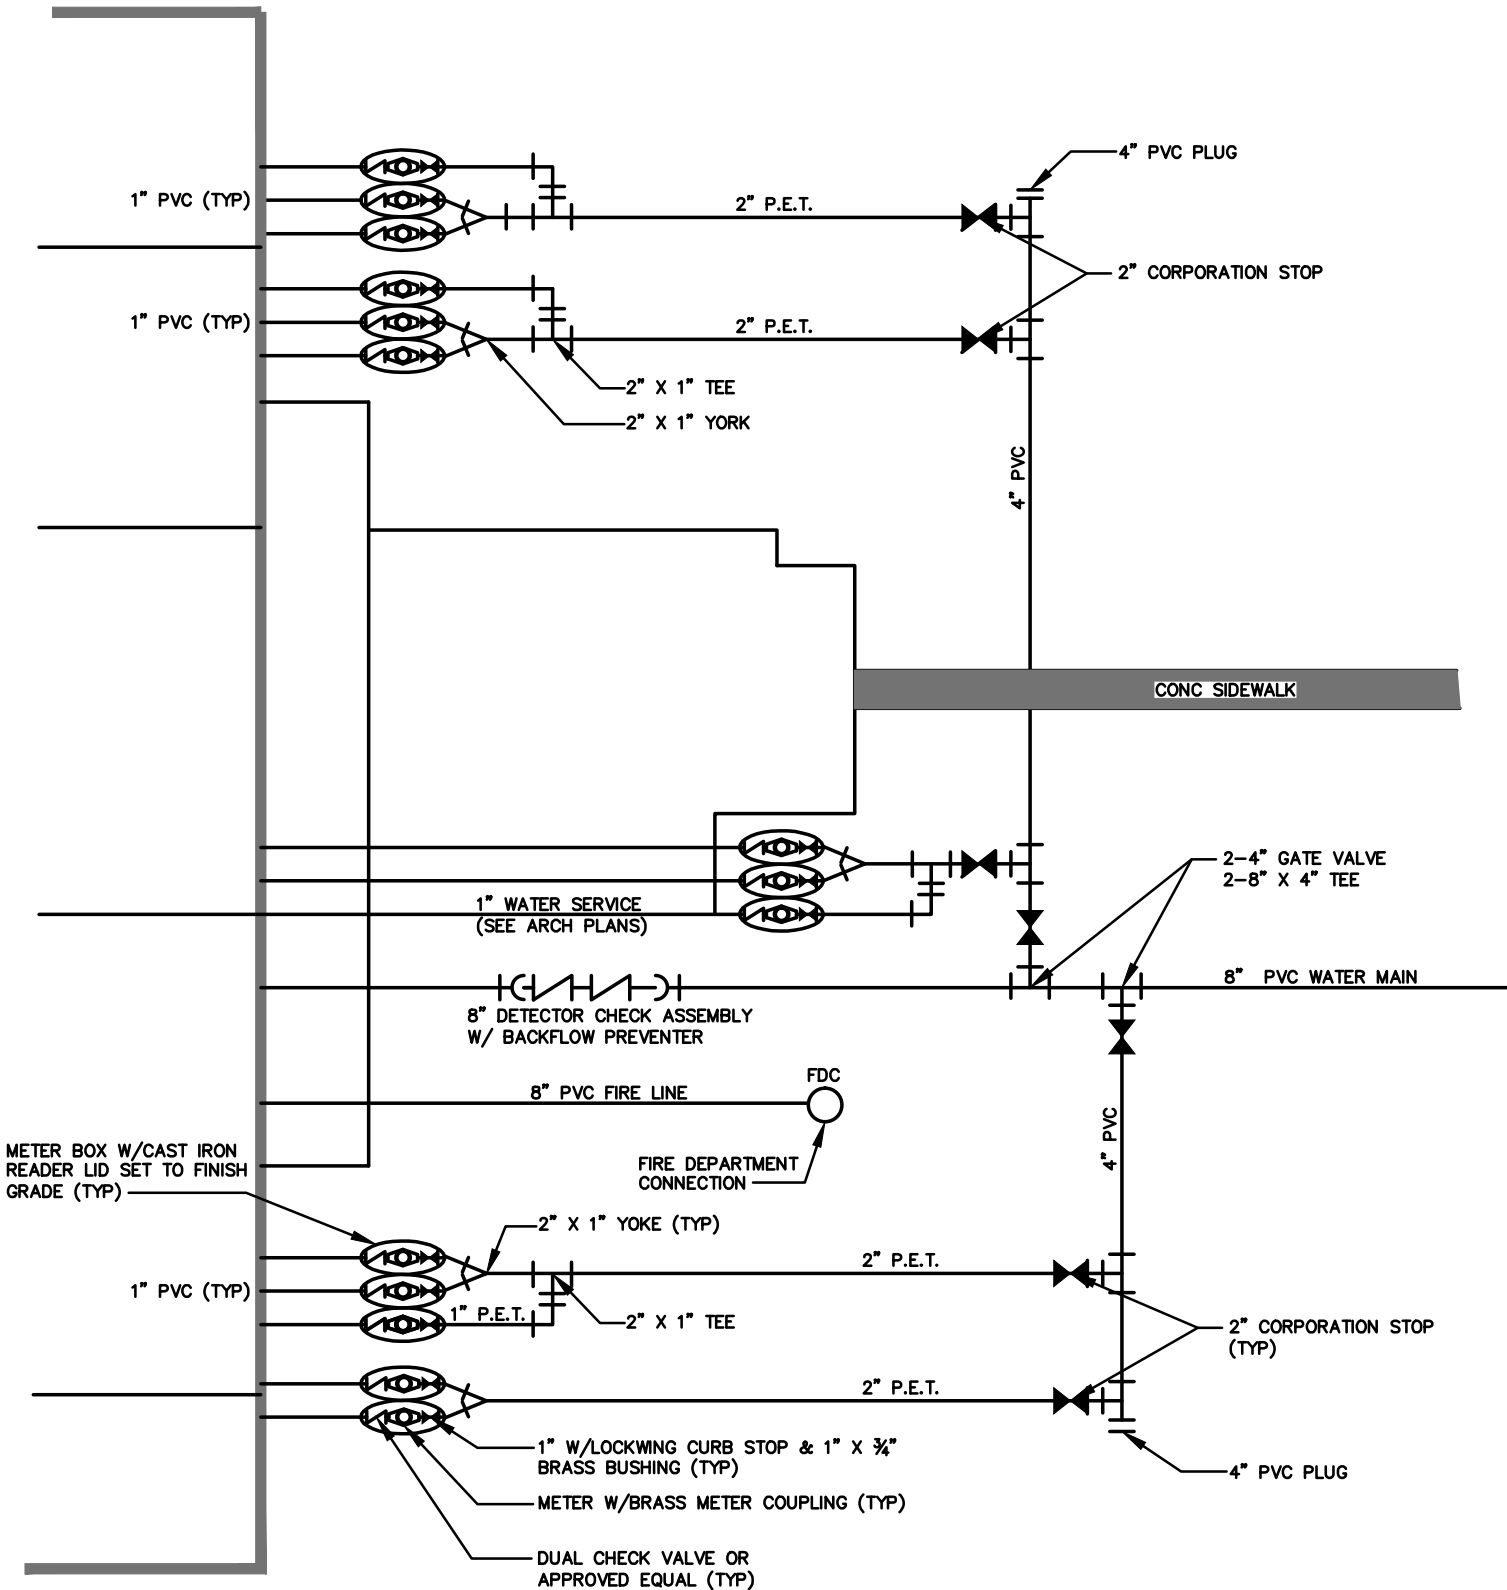 4" PVC PLUG
1" PVC (TYP)
2" P.E.T.
2" CORPORATION STOP
1" PVC (TYP)
2" P.E.T.
2" X 1" TEE
2" X 1" YORK
4" PVC
CONC SIDEWALK
2-4" GATE VALVE
2-8" X 4" TEE
1" WATER SERVICE
(SEE ARCH PLANS)
8" PVC WATER MAIN
8" DETECTOR CHECK ASSEMBLY
W/ BACKFLOW PREVENTER
FDC
8" PVC FIRE LINE
4" PVC
METER BOX W/CAST IRON
READER LID SET TO FINISH
GRADE (TYP)
FIRE DEPARTMENT
CONNECTION
2" X 1" YOKE (TYP)
2" P.E.T.
1" PVC (TYP)
1" P.E.T.
2" X 1" TEE
2" CORPORATION STOP
(TYP)
2" P.E.T.
1" W/LOCKWING CURB STOP & 1" X ¾"
BRASS BUSHING (TYP)
4" PVC PLUG
METER W/BRASS METER COUPLING (TYP)
DUAL CHECK VALVE OR
APPROVED EQUAL (TYP)